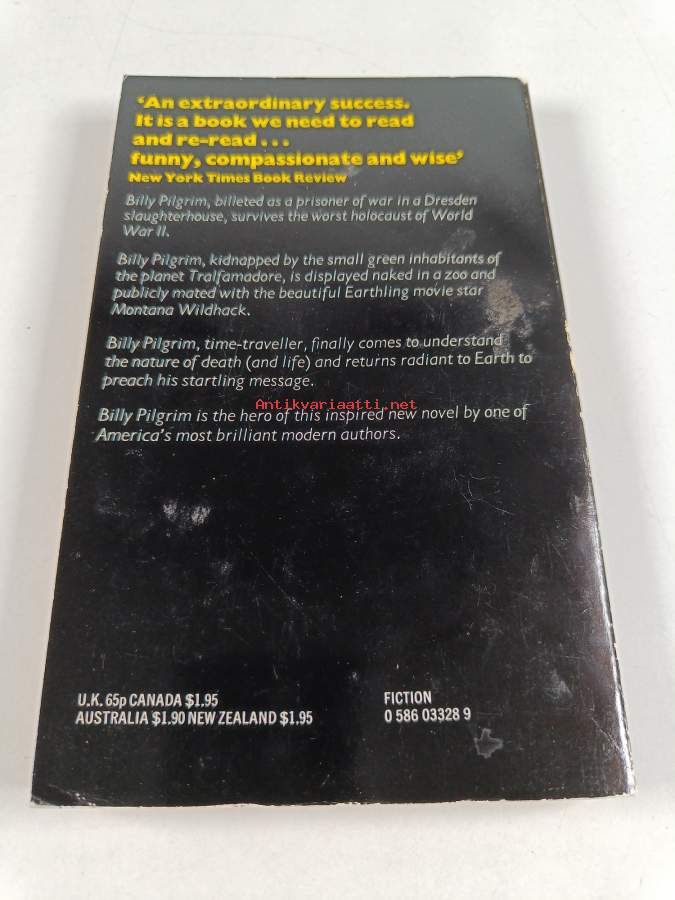 ‘An extraordinary success.
It is a book we need to read
and re-read...
funny, compassionate and wise’
New York Times Book Review
Billy Pilgrim, billeted as a prisoner of war in a Dresden
slaughterhouse, survives the worst holocaust of World
War II.
Billy Pilgrim, kidnapped by the small green inhabitants of
the planet Tralfamadore, is displayed naked in a zoo and
publicly mated with the beautiful Earthling movie star
Montana Wildhack.
Billy Pilgrim, time-traveller, finally comes to understand
the nature of death (and life) and returns radiant to Earth to
preach his startling message.
Antikvariaatti.net
Billy Pilgrim is the hero of this inspired new novel by one of
America's most brilliant modern authors.
U.K. 65p CANADA $1.95
AUSTRALIA $1.90 NEW ZEALAND $1.95
FICTION
0 586 03328 9